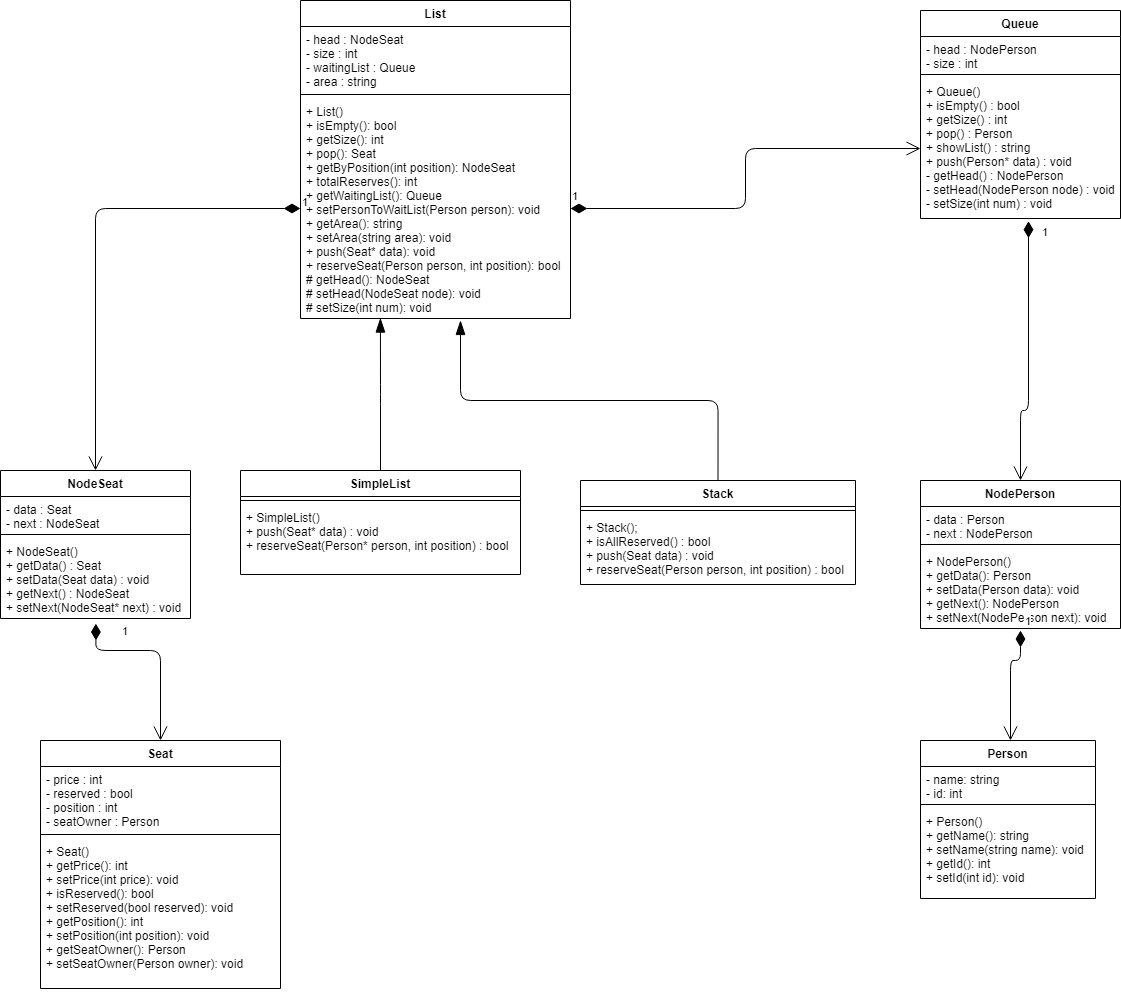 List
- head : NodeSeat
- size : int
- waitingList : Queue
- area : string
+ List()
+ isEmpty(): bool
+ getSize(): int
+ pop(): Seat
+ getByPosition(int position): NodeSeat
+ totalReserves(): int
+ getWaitingList(): Queue
+ setPersonToWaitList(Person person): void
+ getArea(): string
+ setArea(string area): void
+ push(Seat* data): void
+ reserveSeat(Person person, int position): bool
# getHead(): NodeSeat
# setHead(NodeSeat node): void
# setSize(int num): void
1
1
Queue
- head : NodePerson
- size : int
+ Queue()
+ isEmpty() : bool
+ getSize() : int
+ pop() : Person
+ showList() : string
+ push(Person* data) : void
- getHead() : NodePerson
- setHead(NodePerson node) : void
- setSize(int num) : void
1
NodeSeat
- data : Seat
- next : NodeSeat
+ NodeSeat()
+ getData() : Seat
+ setData(Seat data) : void
+ getNext() : NodeSeat
+ setNext(NodeSeat* next) : void
1
SimpleList
+ SimpleList()
+ push(Seat* data) : void
+ reserveSeat(Person* person, int position) : bool
Stack
+ Stack();
+ isAllReserved() : bool
+ push(Seat data) : void
+ reserveSeat(Person person, int position) : bool
NodePerson
- data : Person
- next : NodePerson
+ NodePerson()
+ getData(): Person
+ setData(Person data): void
+ getNext(): NodePerson
+ setNext(NodePerson next): void
1
Seat
- price : int
- reserved : bool
- position : int
- seatOwner : Person
+ Seat()
+ getPrice(): int
+ setPrice(int price): void
+ isReserved(): bool
+ setReserved(bool reserved): void
+ getPosition(): int
+ setPosition(int position): void
+ getSeatOwner(): Person
+ setSeatOwner(Person owner): void
Person
- name: string
- id: int
+ Person()
+ getName(): string
+ setName(string name): void
+ getId(): int
+ setId(int id): void